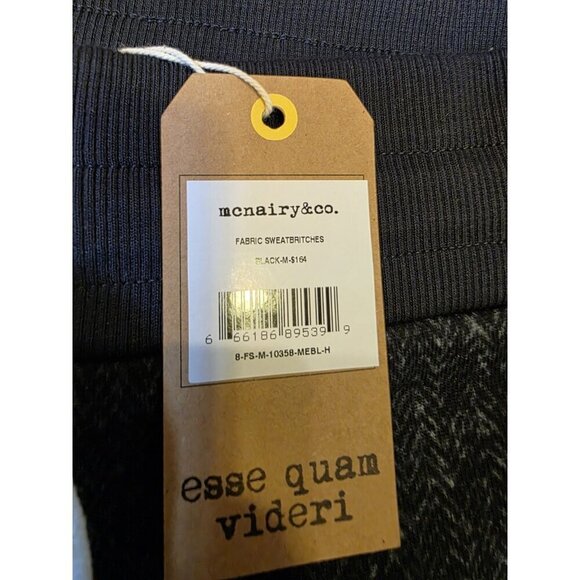 mcnairy&co.
FABRIC SWEATBRITCHES
BLACK-M-$164
6 66186 89539 9
8-FS-M-10358-MEBL-H
esse quam
videri